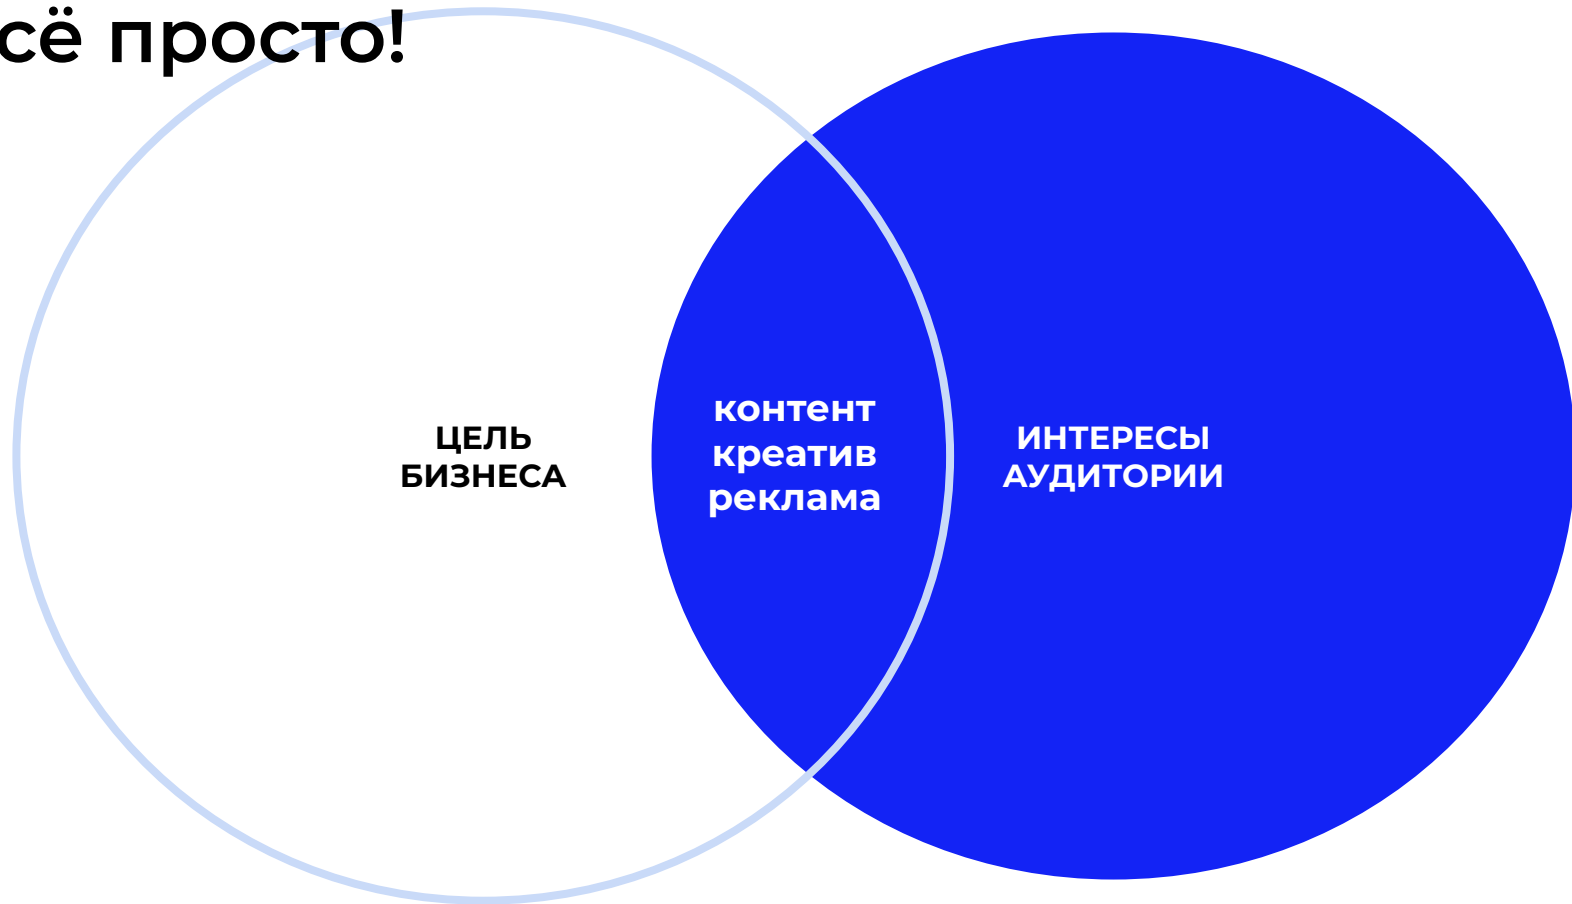 сё просто!
ЦЕЛЬ
БИЗНЕСА
контент
креатив
реклама
ИНТЕРЕСЫ
АУДИТОРИИ